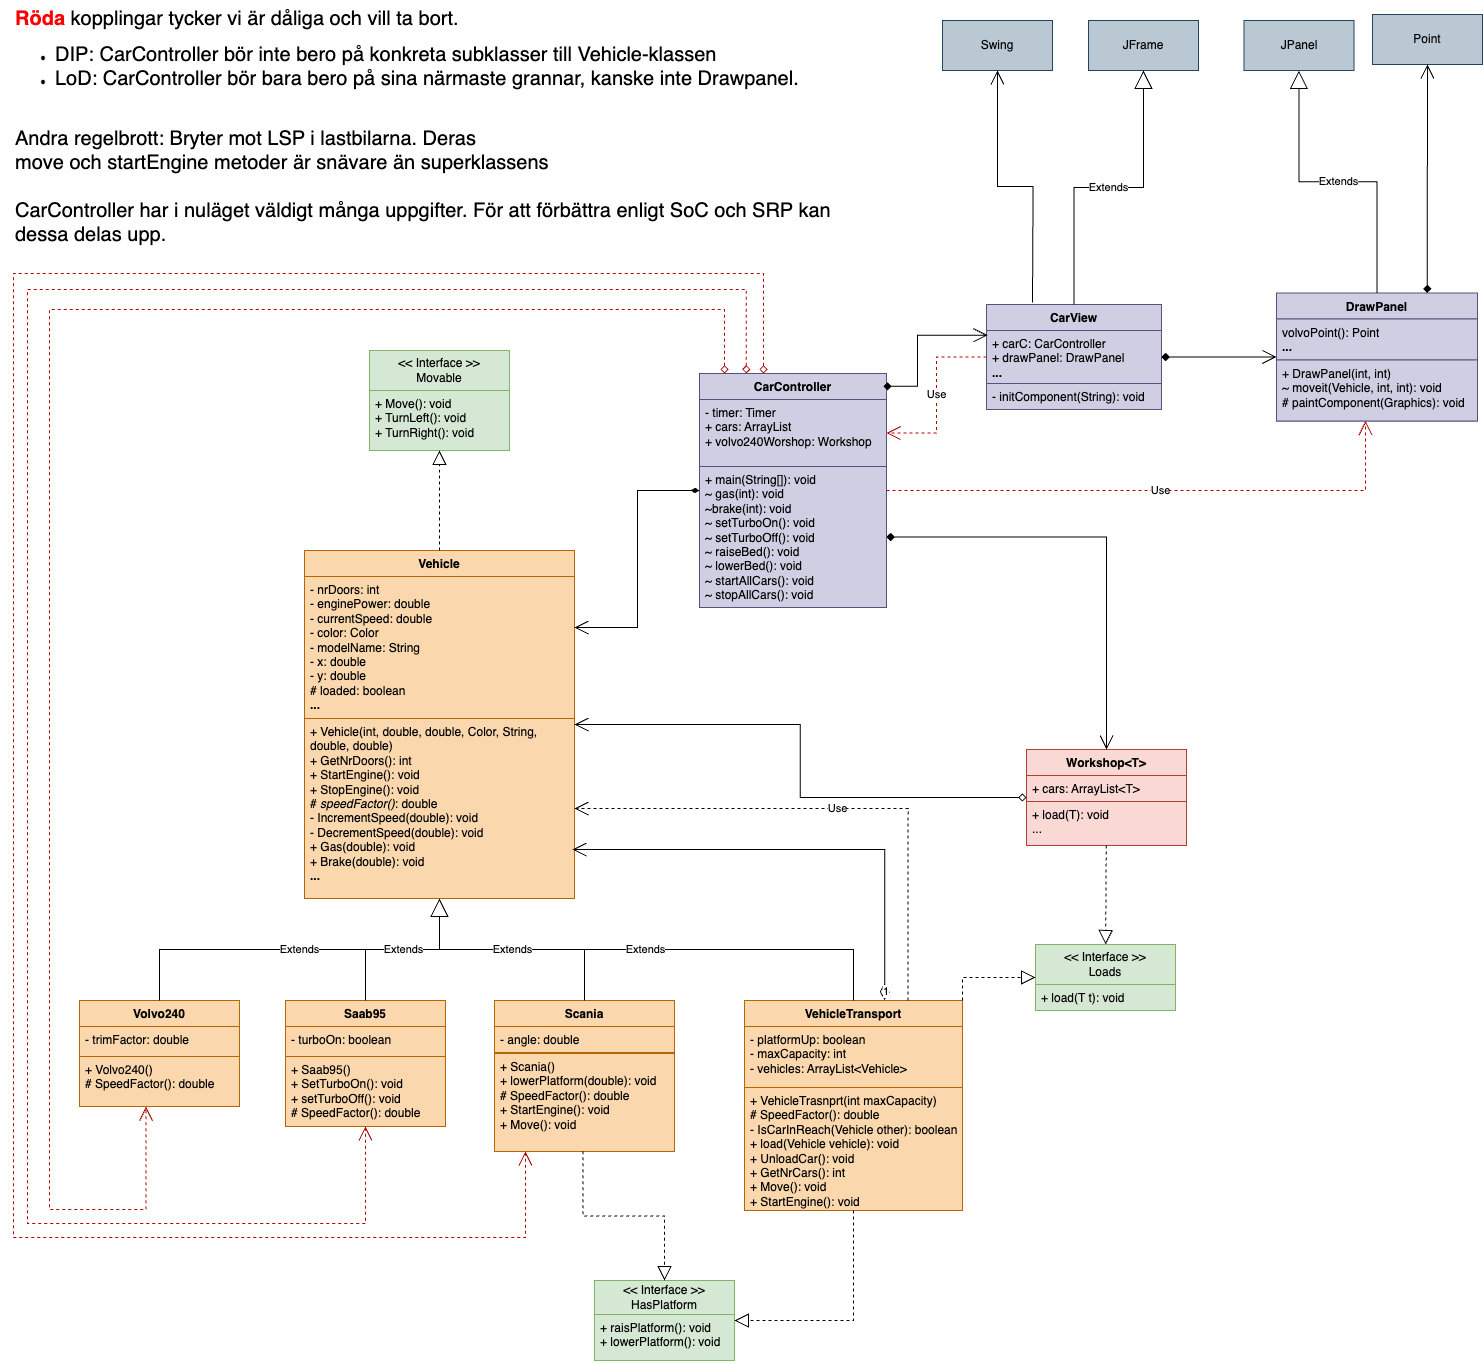 Röda kopplingar tycker vi är dåliga och vill ta bort.
• DIP: CarController bör inte bero på konkreta subklasser till Vehicle-klassen
• LoD: CarController bör bara bero på sina närmaste grannar, kanske inte Drawpanel.
Andra regelbrott: Bryter mot LSP i lastbilarna. Deras
move och startEngine metoder är snävare än superklassens
CarController har i nuläget väldigt många uppgifter. För att förbättra enligt SoC och SRP kan
dessa delas upp.
Swing
JFrame
JPanel
Point
Extends
Extends
CarView
+ carC: CarController
+ drawPanel: DrawPanel
...
- initComponent(String): void
DrawPanel
volvoPoint(): Point
...
+ DrawPanel(int, int)
~ moveit(Vehicle, int, int): void
# paintComponent(Graphics): void
<< Interface >>
Movable
+ Move(): void
+ TurnLeft(): void
+ TurnRight(): void
CarController
- timer: Timer
+ cars: ArrayList
+ volvo240Worshop: Workshop
+ main(String[]): void
~ gas(int): void
~brake(int): void
~ setTurboOn(): void
~ setTurboOff(): void
~ raiseBed(): void
~ lowerBed(): void
~ startAllCars(): void
~ stopAllCars(): void
Use
Use
Vehicle
- nrDoors: int
- enginePower: double
- currentSpeed: double
- color: Color
- modelName: String
- x: double
- y: double
# loaded: boolean
...
+ Vehicle(int, double, double, Color, String,
double, double)
+ GetNrDoors(): int
+ StartEngine(): void
+ StopEngine(): void
# speedFactor(): double
- IncrementSpeed(double): void
- DecrementSpeed(double): void
+ Gas(double): void
+ Brake(double): void
...
Workshop<T>
+ cars: ArrayList<T>
+ load(T): void
...
Use
Extends
Extends
Extends
Extends
<< Interface >>
Loads
+ load(T t): void
1
Volvo240
- trimFactor: double
+ Volvo240()
# SpeedFactor(): double
Saab95
- turboOn: boolean
+ Saab95()
+ SetTurboOn(): void
+ setTurboOff(): void
# SpeedFactor(): double
Scania
- angle: double
+ Scania()
+ lowerPlatform(double): void
# SpeedFactor(): double
+ StartEngine(): void
+ Move(): void
VehicleTransport
- platformUp: boolean
- maxCapacity: int
- vehicles: ArrayList<Vehicle>
+ VehicleTrasnprt(int maxCapacity)
# SpeedFactor(): double
- IsCarInReach(Vehicle other): boolean
+ load(Vehicle vehicle): void
+ UnloadCar(): void
+ GetNrCars(): int
+ Move(): void
+ StartEngine(): void
<< Interface >>
HasPlatform
+ raisPlatform(): void
+ lowerPlatform(): void